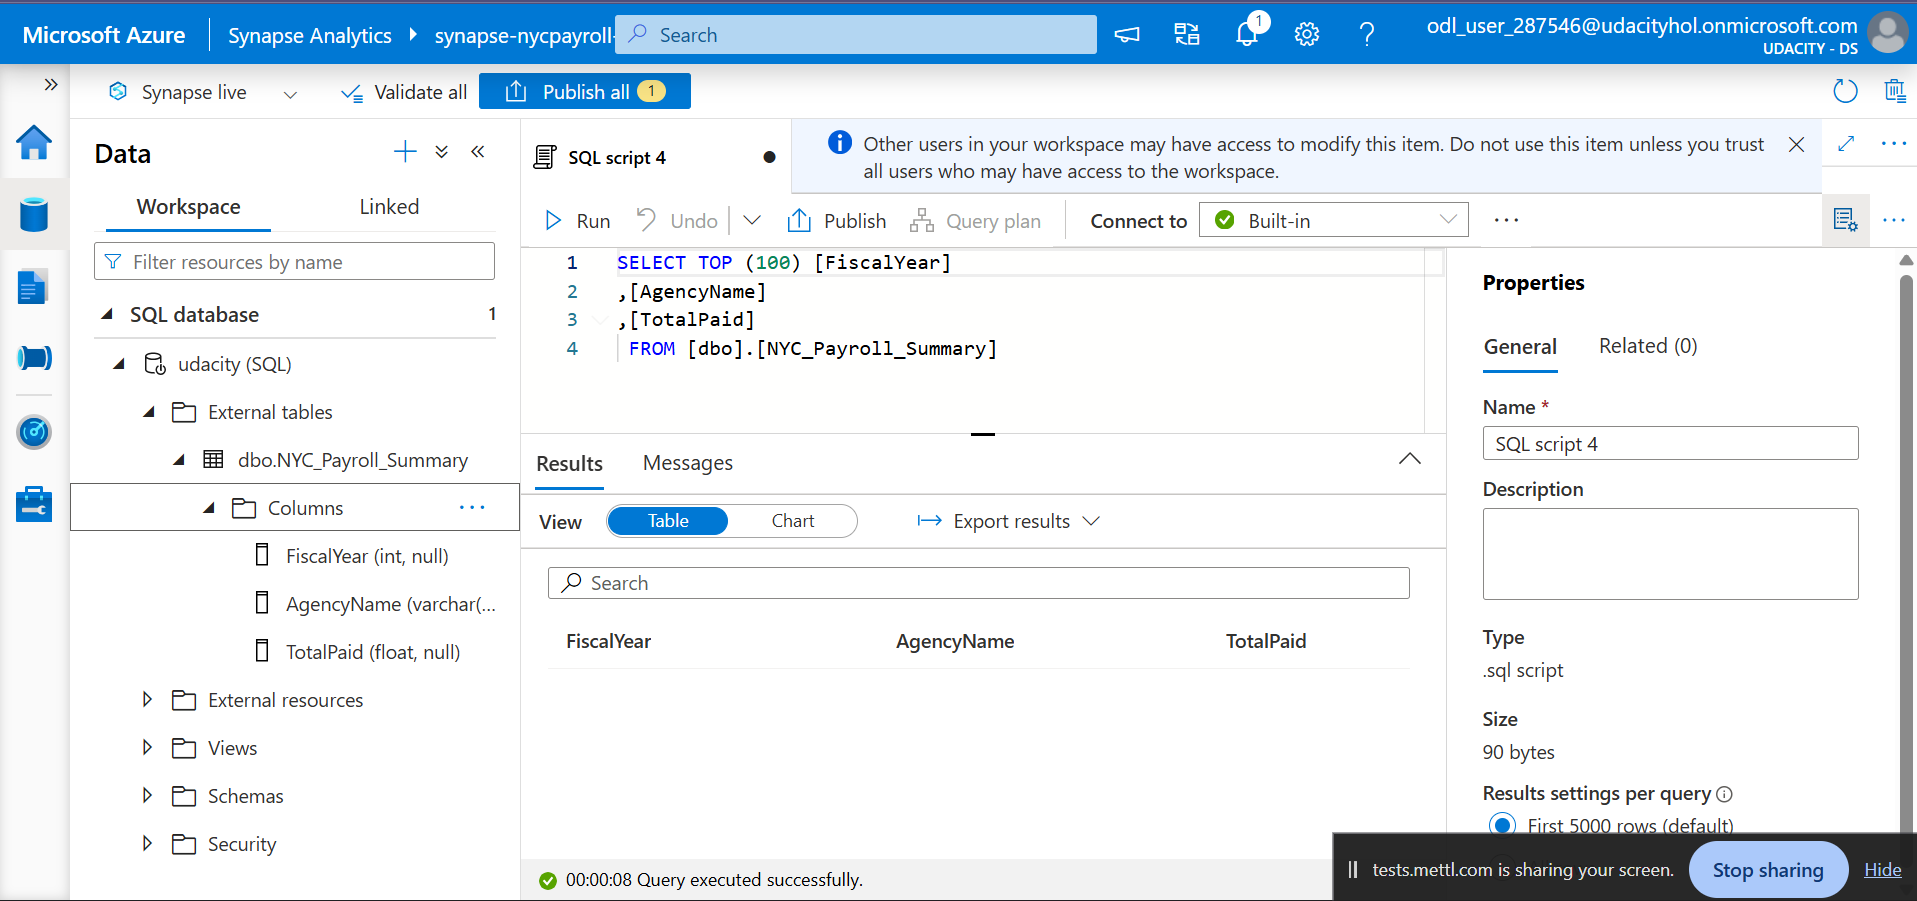 Microsoft Azure
Synapse Analytics
synapse-nycpayroll-
Search
1
odl_user_287546@udacityhol.onmicrosoft.com
UDACITY - DS
Synapse live
Validate all
Publish all 1
Data
Workspace
Linked
Filter resources by name
SQL database 1
udacity (SQL)
External tables
dbo.NYC_Payroll_Summary
Columns
FiscalYear (int, null)
AgencyName (varchar(...
TotalPaid (float, null)
External resources
Views
Schemas
Security
SQL script 4
Other users in your workspace may have access to modify this item. Do not use this item unless you trust
all users who may have access to the workspace.
Run
Undo
Publish
Query plan
Connect to
Built-in
1 SELECT TOP (100) [FiscalYear]
2 ,[AgencyName]
3 ,[TotalPaid]
4 FROM [dbo].[NYC_Payroll_Summary]
Results
Messages
View
Table
Chart
Export results
Search
FiscalYear AgencyName TotalPaid
00:00:08 Query executed successfully.
Properties
General
Related (0)
Name *
SQL script 4
Description
Type
.sql script
Size
90 bytes
Results settings per query
First 5000 rows (default)
tests.mettl.com is sharing your screen.
Stop sharing
Hide